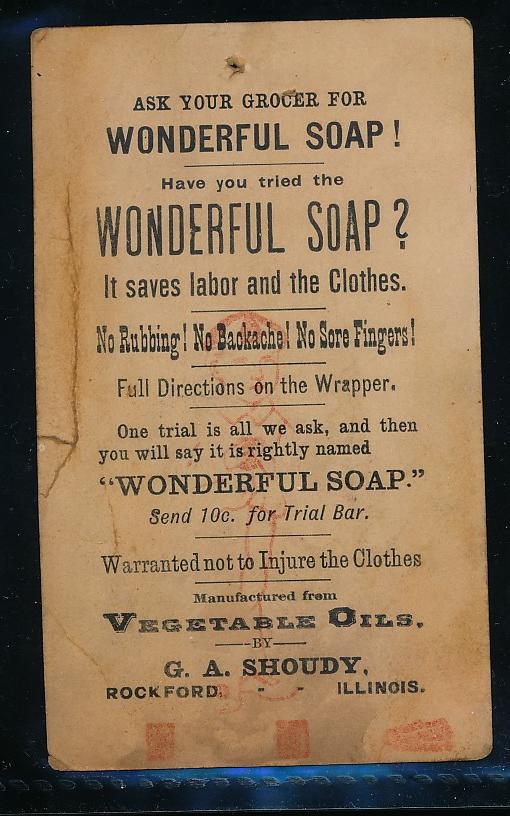 ASK YOUR GROCER FOR
WONDERFUL SOAP!
Have you tried the
WONDERFUL SOAP?
It saves labor and the Clothes.
No Rubbing! No Backache! No Sore Fingers!
Full Directions on the Wrapper.
One trial is all we ask, and then
you will say it is rightly named
"WONDERFUL SOAP."
Send 10c. for Trial Bar.
Warranted not to Injure the Clothes
Manufactured from
VEGETABLE OILS,
—BY—
G. A. SHOUDY,
ROCKFORD, - - ILLINOIS.